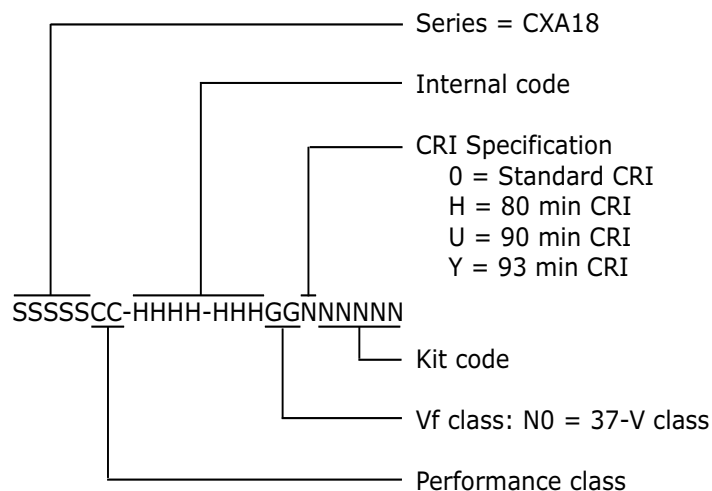 Series = CXA18
Internal code
CRI Specification
0 = Standard CRI
H = 80 min CRI
U = 90 min CRI
Y = 93 min CRI
SSSSSCC-HHHH-HHHGGNNNNNN
Kit code
Vf class: N0 = 37-V class
Performance class